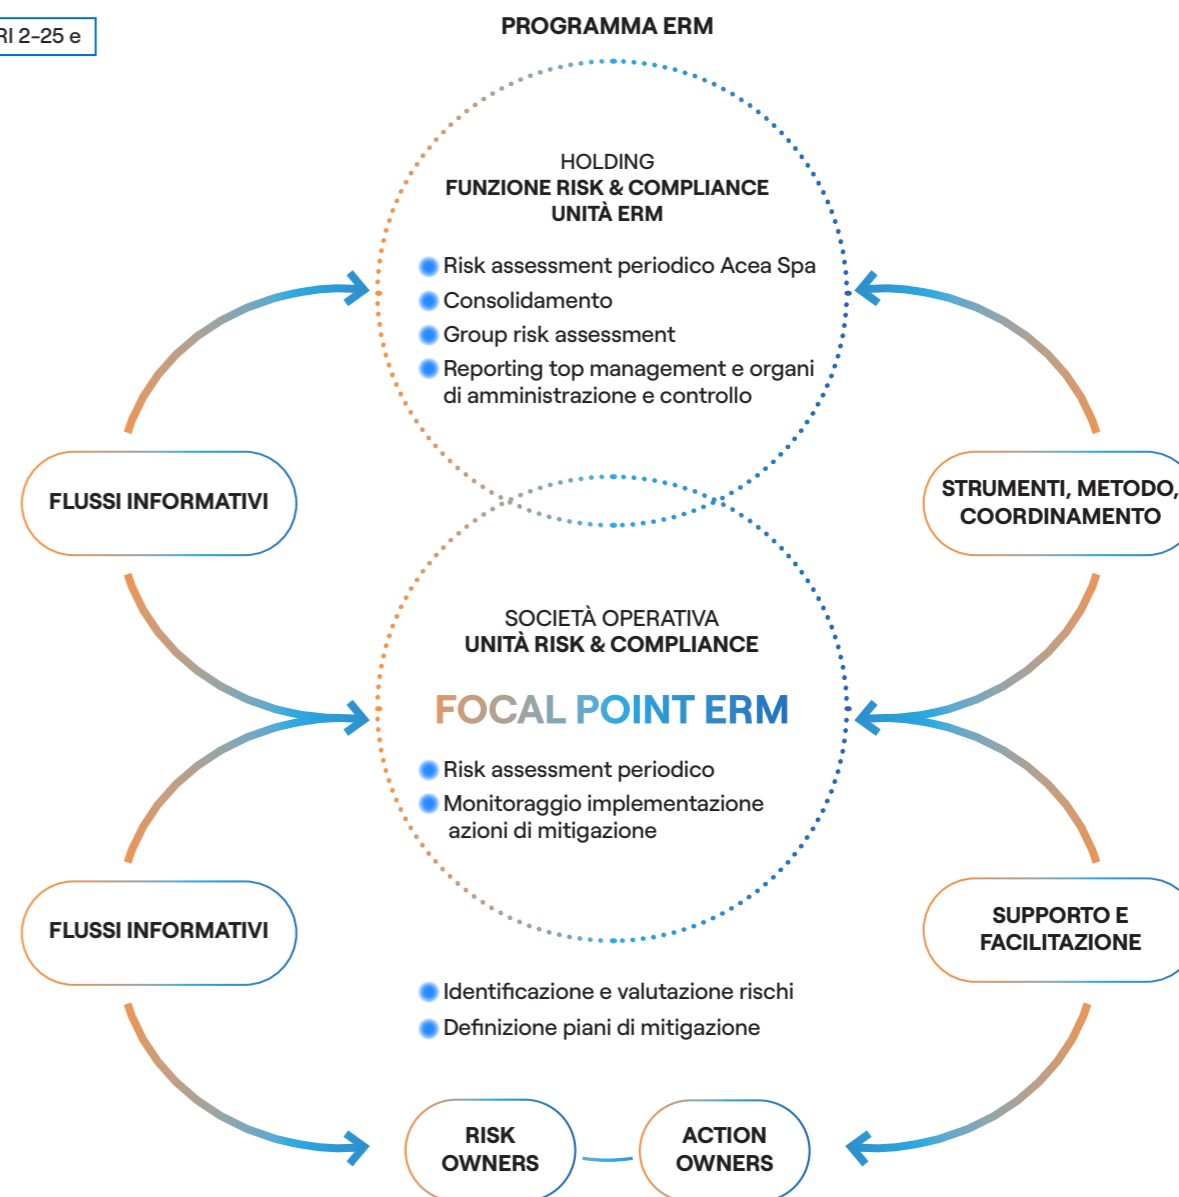 RI 2-25 e
PROGRAMMA ERM
HOLDING
FUNZIONE RISK & COMPLIANCE
UNITÀ ERM
Risk assessment periodico Acea Spa
Consolidamento
Group risk assessment
Reporting top management e organi
di amministrazione e controllo
FLUSSI INFORMATIVI
STRUMENTI, METODO,
COORDINAMENTO
SOCIETÀ OPERATIVA
UNITÀ RISK & COMPLIANCE
FOCAL POINT ERM
Risk assessment periodico
Monitoraggio implementazione
azioni di mitigazione
FLUSSI INFORMATIVI
SUPPORTO E
FACILITAZIONE
Identificazione e valutazione rischi
Definizione piani di mitigazione
RISK
OWNERS
ACTION
OWNERS